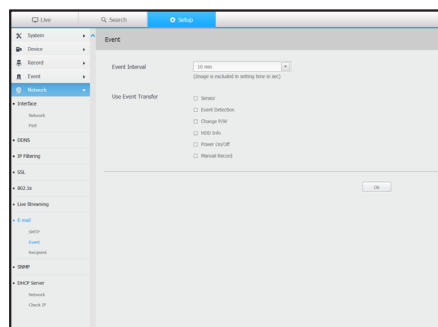 Live
Search
Setup
System
Device
Record
Event
Network
Interface
Network
Port
DDNS
IP Filtering
SSL
802.1x
Live Streaming
E-mail
SMTP
Event
Recipient
SNMP
DHCP Server
Network
Check IP
Event
Event Interval
10 min
(Image is excluded in setting time to sec)
Use Event Transfer
Sensor
Event Detection
Change P/W
HDD Info
Power On/Off
Manual Record
OK